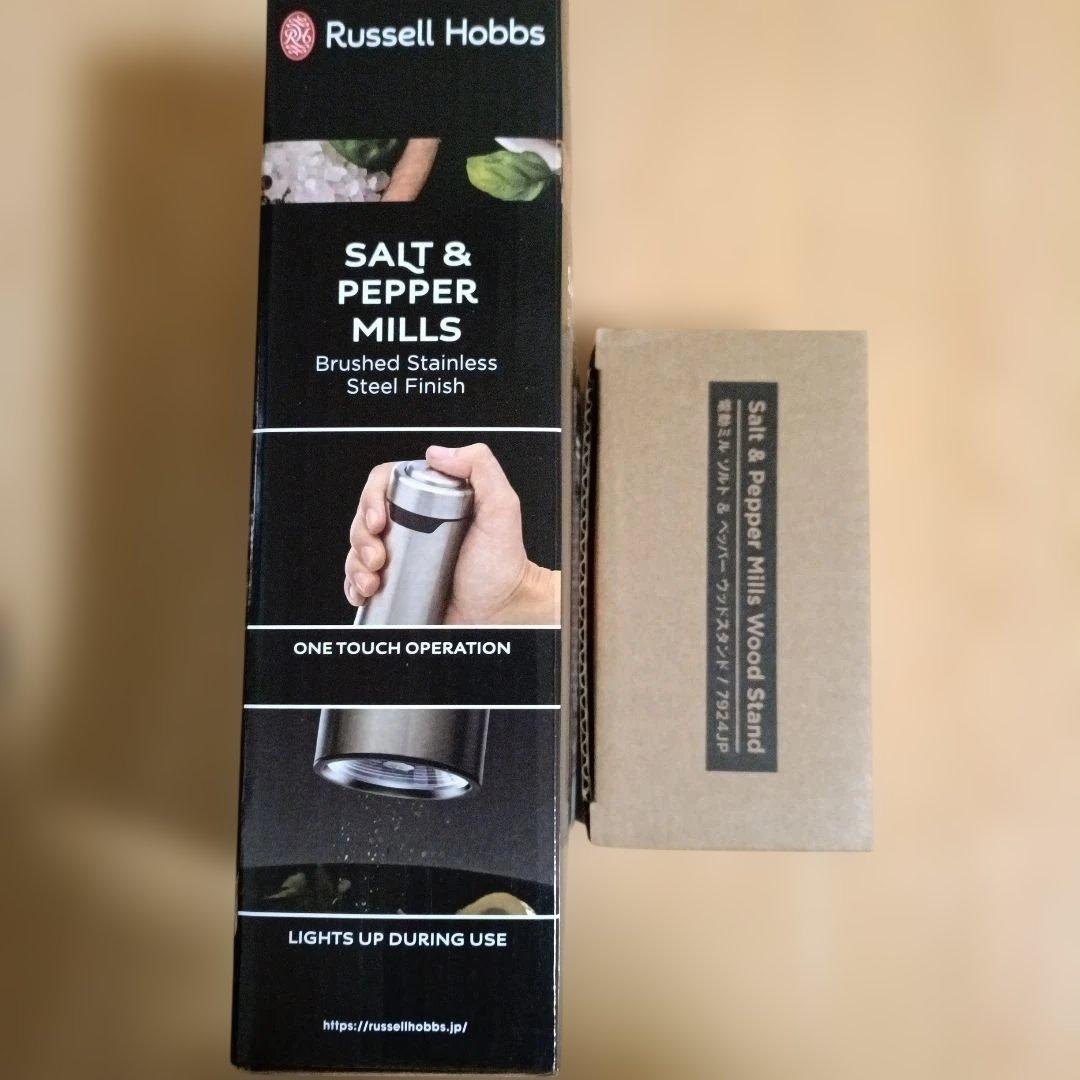 Russell Hobbs
SALT &
PEPPER
MILLS
Brushed Stainless
Steel Finish
ONE TOUCH OPERATION
LIGHTS UP DURING USE
https://russellhobbs.jp/
Salt & Pepper Mills Wood Stand
電動ミル ソルト & ペッパー ウッドスタンド / 7924JP